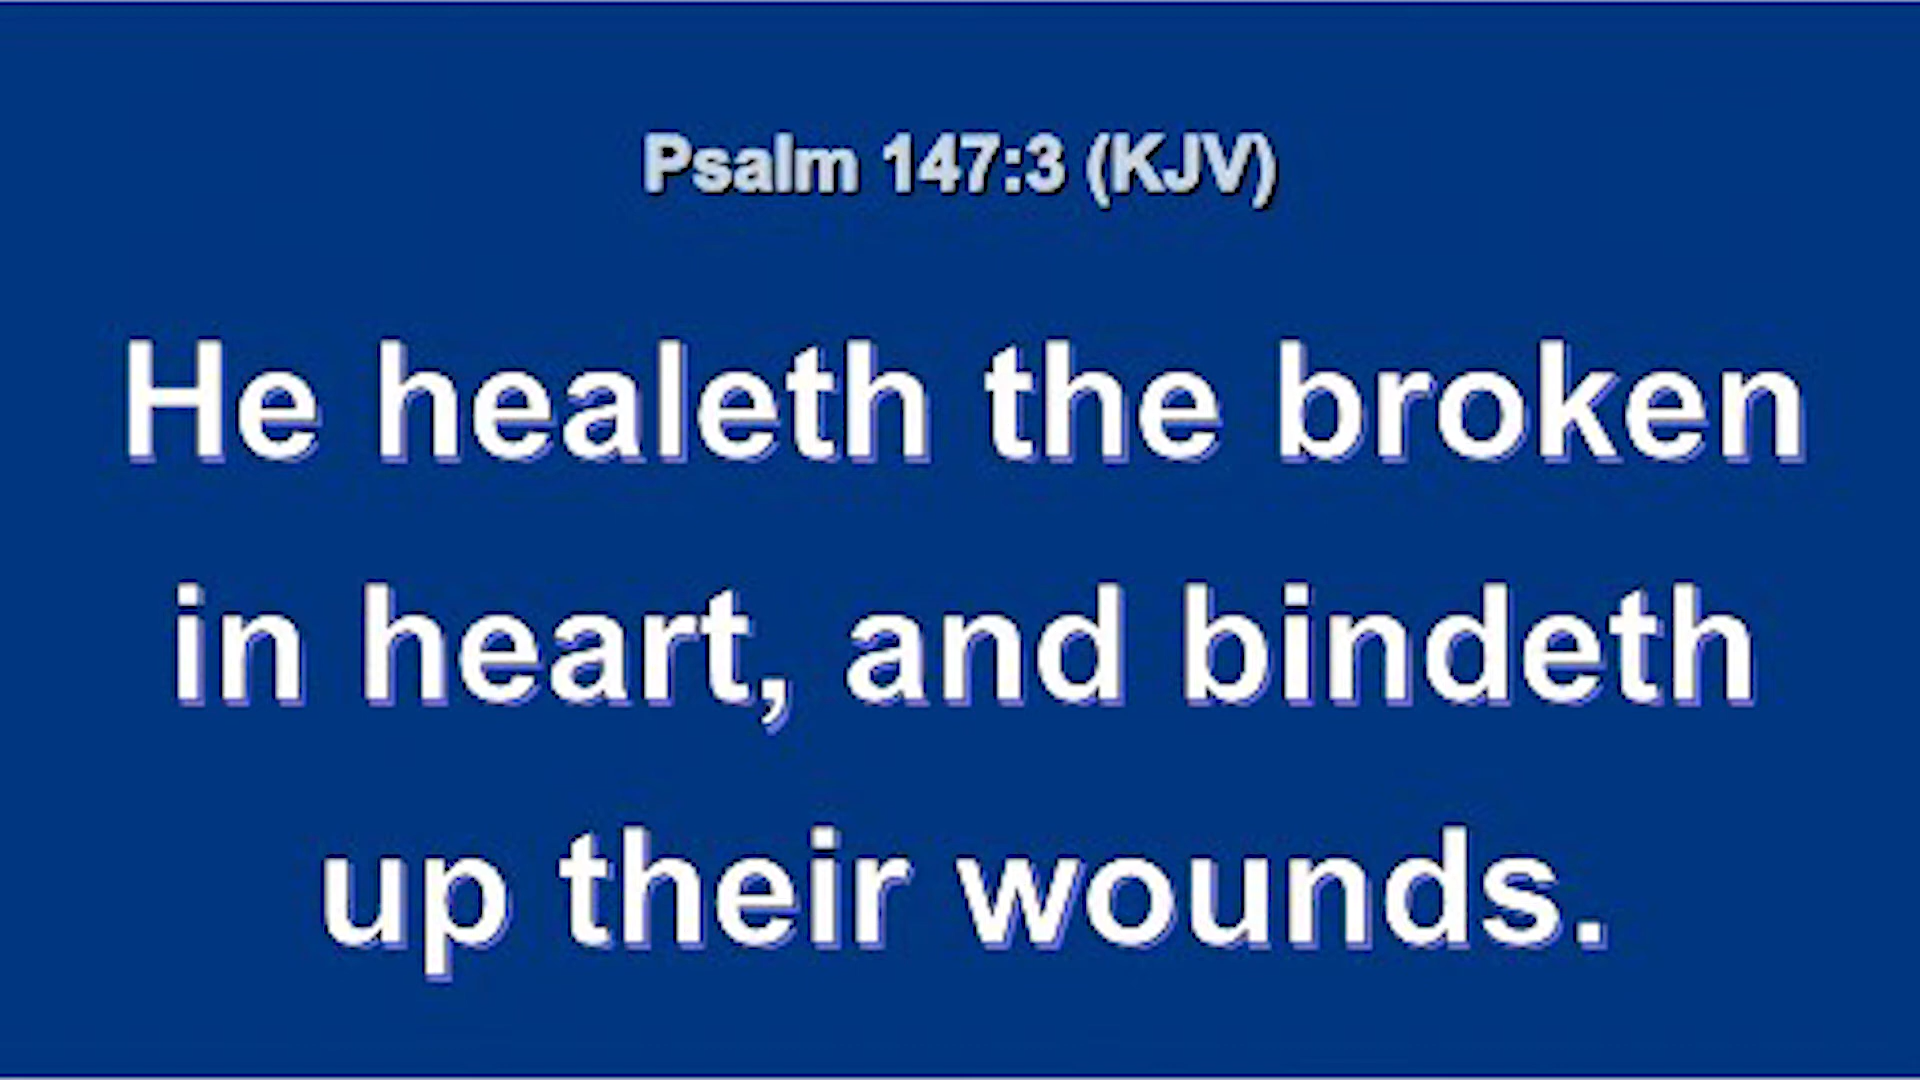 Psalm 147:3 (KJV)
He healeth the broken
in heart, and bindeth
up their wounds.